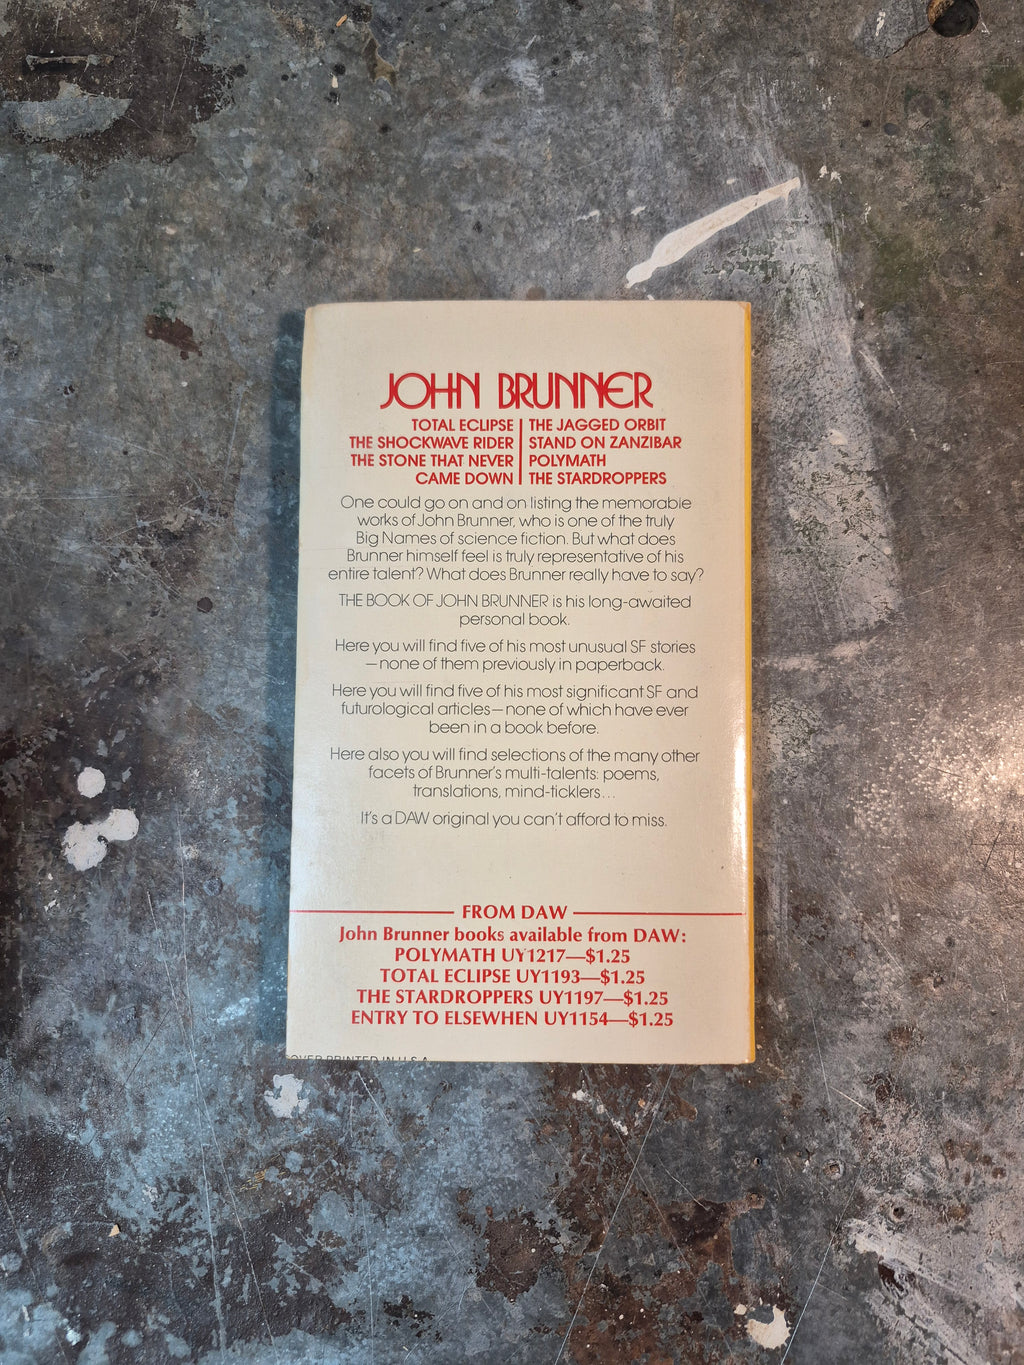 JOHN BRUNNER
TOTAL ECLIPSE
THE SHOCKWAVE RIDER
THE STONE THAT NEVER
CAME DOWN
THE JAGGED ORBIT
STAND ON ZANZIBAR
POLYMATH
THE STARDROPPERS
One could go on and on listing the memorable
works of John Brunner, who is one of the truly
Big Names of science fiction. But what does
Brunner himself feel is truly representative of his
entire talent? What does Brunner really have to say?
THE BOOK OF JOHN BRUNNER is his long-awaited
personal book.
Here you will find five of his most unusual SF stories
—none of them previously in paperback.
Here you will find five of his most significant SF and
futurological articles—none of which have ever
been in a book before.
Here also you will find selections of the many other
facets of Brunner's multi-talents: poems,
translations, mind-ticklers...
It's a DAW original you can't afford to miss.
FROM DAW
John Brunner books available from DAW:
POLYMATH UY1217—$1.25
TOTAL ECLIPSE UY1193—$1.25
THE STARDROPPERS UY1197—$1.25
ENTRY TO ELSEWHEN UY1154—$1.25
OVER PRINTED IN U.S.A.